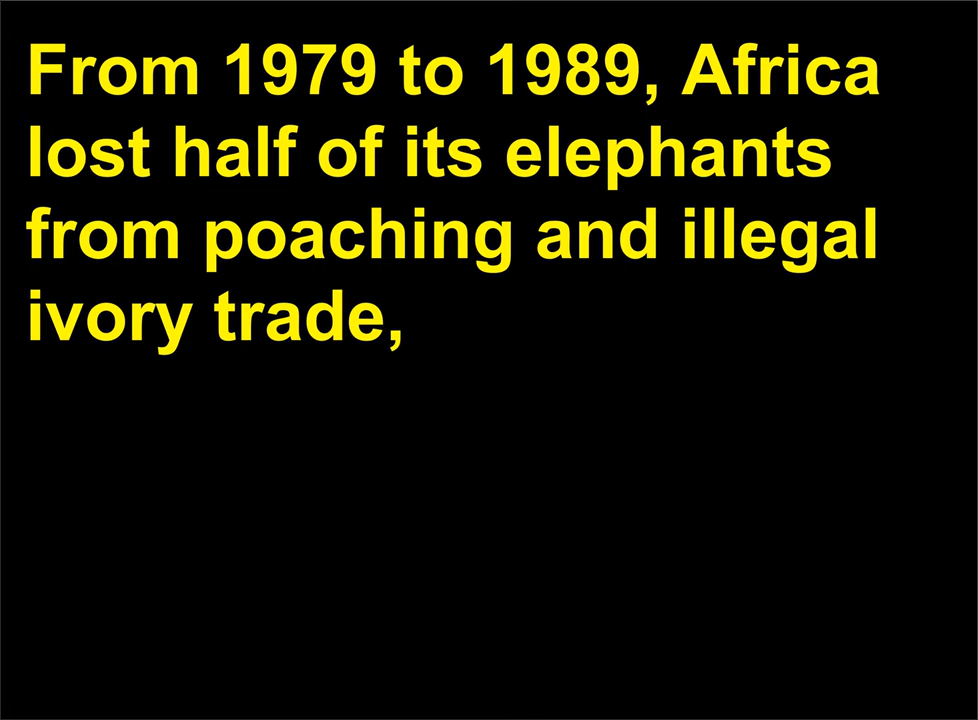 From 1979 to 1989, Africa
lost half of its elephants
from poaching and illegal
ivory trade,